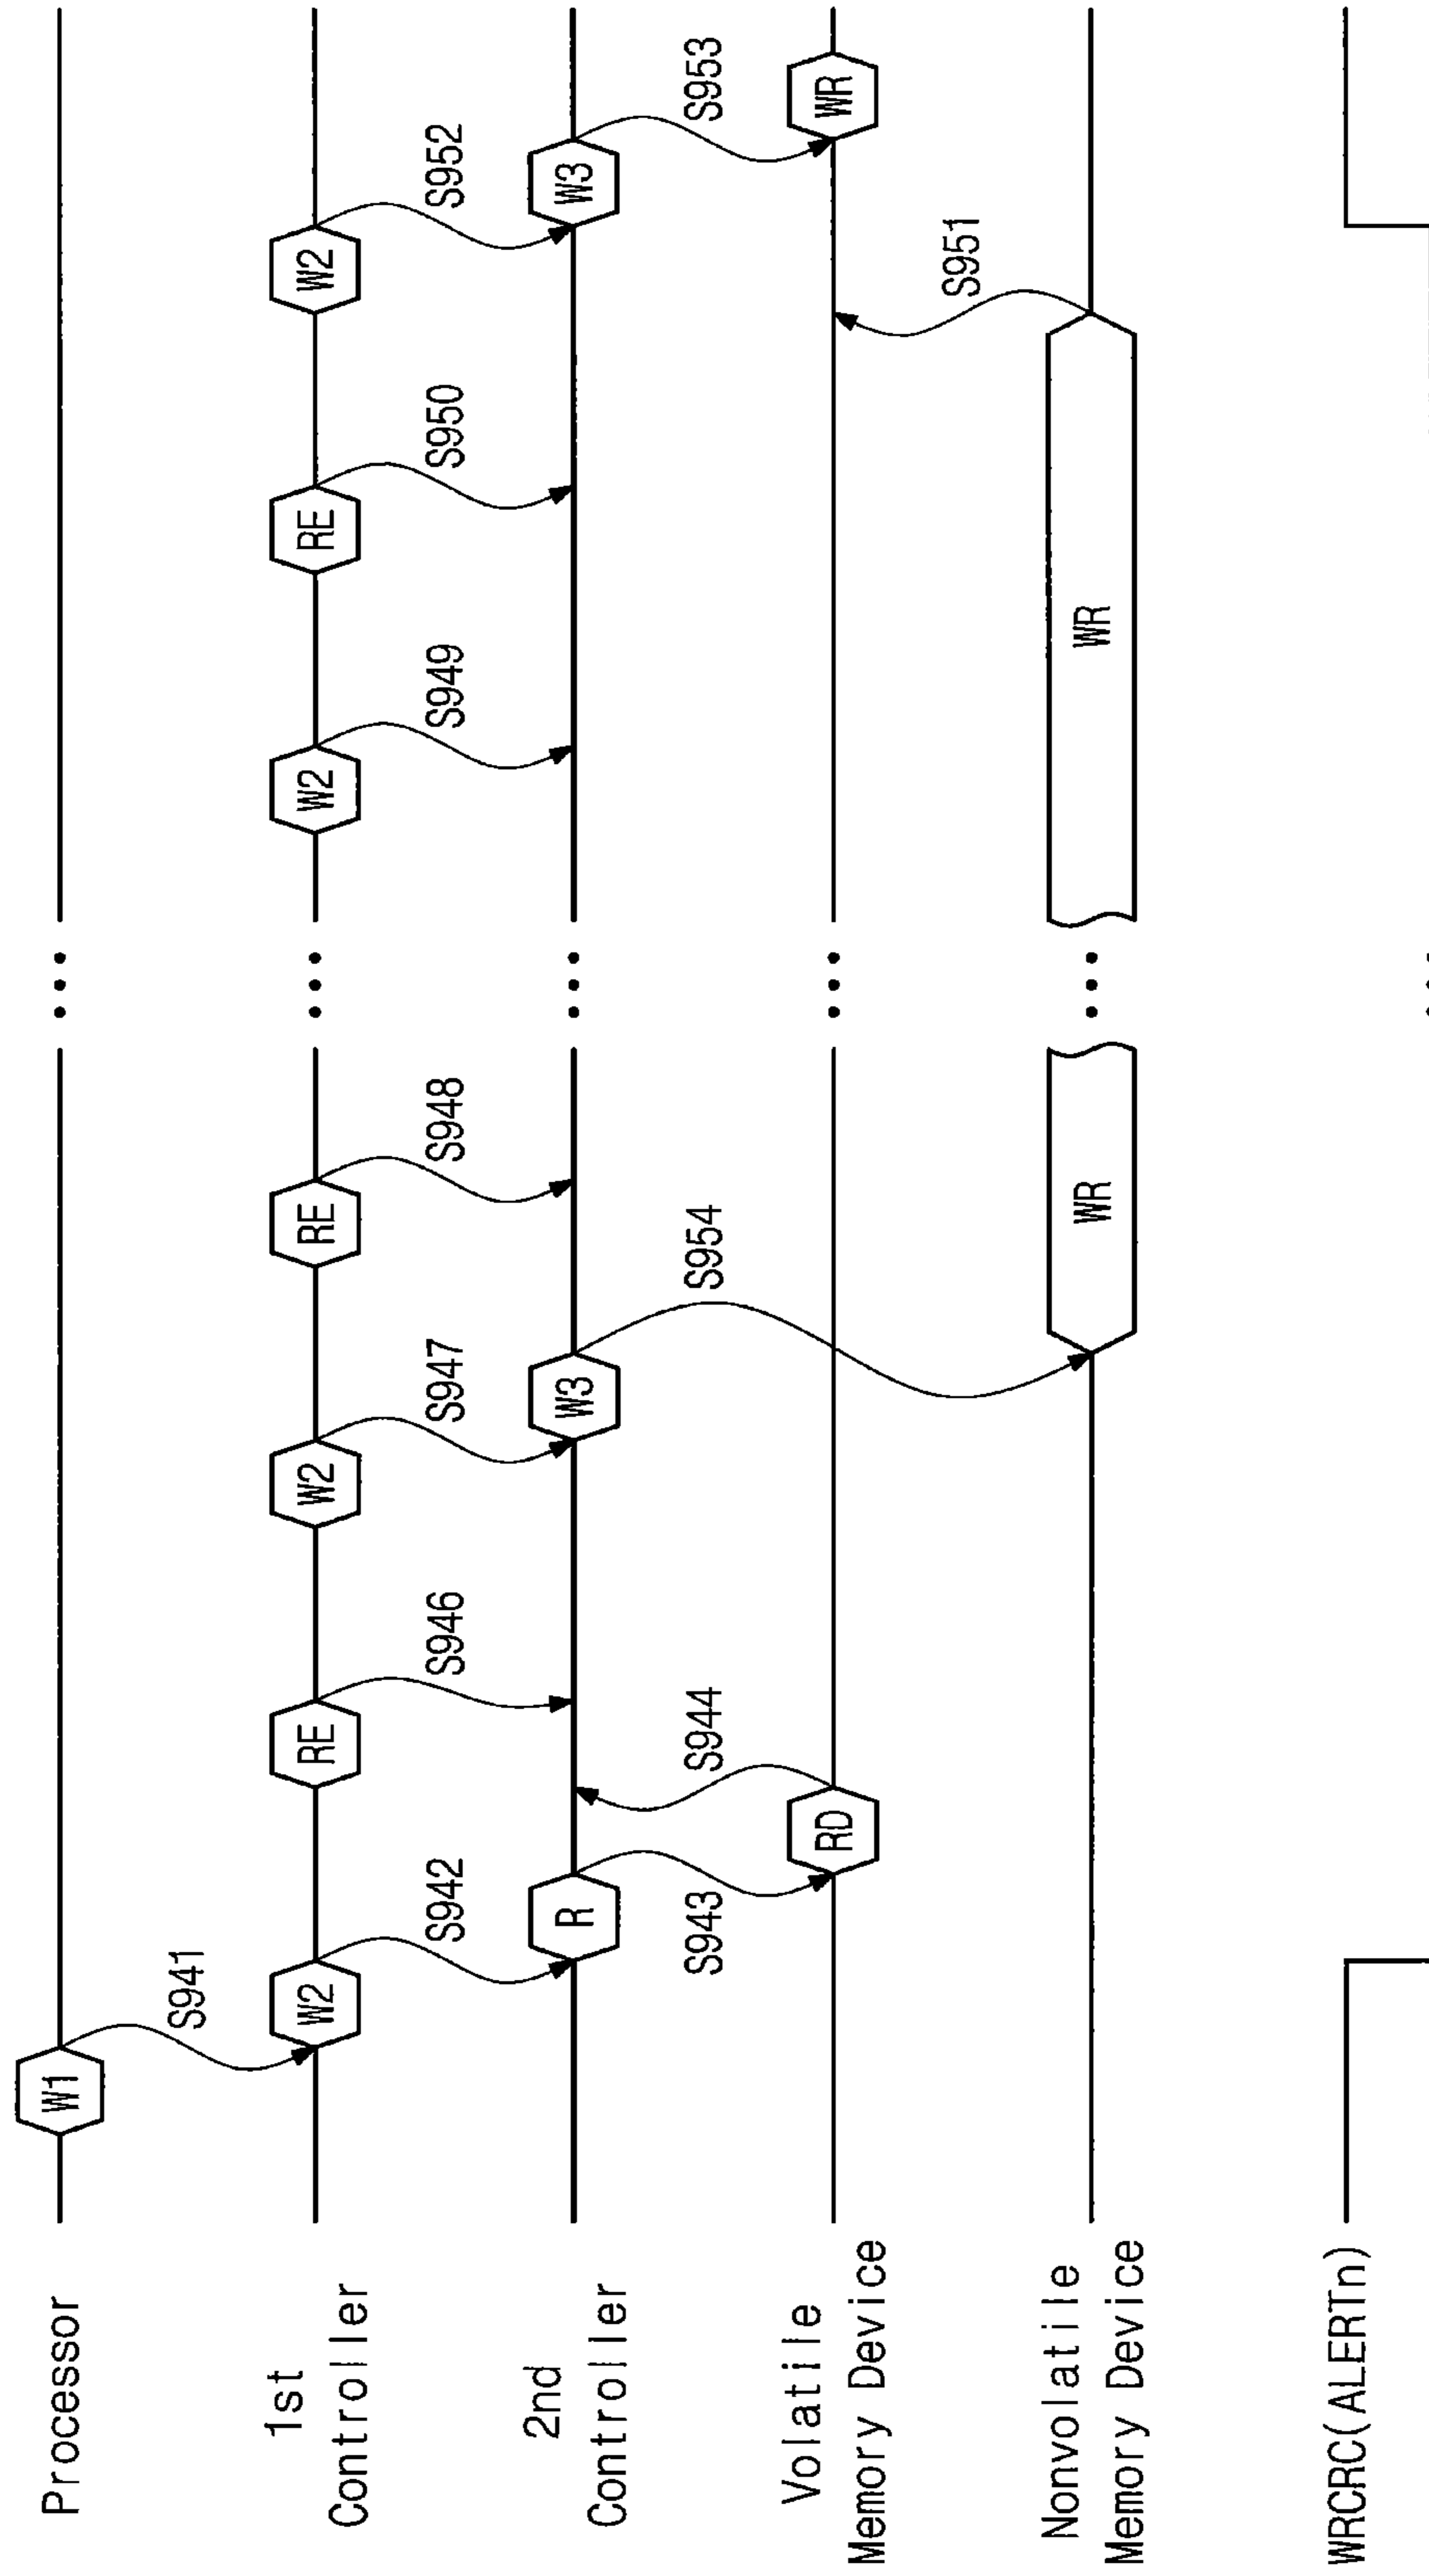 Processor
W1
S941
1st
Controller
W2
RE
W2
RE
W2
RE
W2
S942
S946
S947
S948
S949
S950
S952
2nd
Controller
R
W3
W3
S943
S944
S954
S953
Volatile
Memory Device
RD
WR
S951
Nonvolatile
Memory Device
WR
WR
WRCRC(ALERTn)